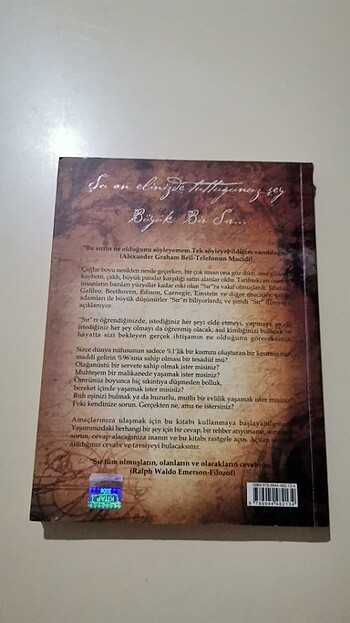 Şu an elinizde tuttuğunuz şey
Büyük Bir Sır...
"Bu sırrın ne olduğunu söyleyemem. Tek söyleyebildiğim varolduğu"
(Alexander Graham Bell-Telefonun Mucidi)
Çağlar boyu nesilden nesle geçerken, bir çok insan ona göz dikti, onu gizledi,
kaybetti, çaldı, büyük paralar karşılığı satın alanlar oldu. Tarihteki en önemli
insanların bazıları yüzyıllar kadar eski olan "Sır"ra vakıf olmuşlardı.
Galileo, Beethoven, Edison, Carnegie, Einstein ve diğer mucitler,
adamları ile büyük düşünürler "Sır"rı biliyorlardı; ve şimdi "Sır"
açıklanıyor.
"Sır"rı öğrendiğinizde, istediğiniz her şeyi elde etmeyi, yapmayı
istediğiniz her şey olmayı da öğrenmiş olacak, asıl kimliğinizi bulacak ve
hayatta sizi bekleyen gerçek ihtişamın ne olduğunu göreceksiniz.
Sizce dünya nüfusunun sadece %1'lik bir kısmını oluşturan bir kesimin tüm
maddi gelirin %96'sına sahip olması bir tesadüf mü?
Olağanüstü bir servete sahip olmak ister misiniz?
Muhteşem bir malikanede yaşamak ister misiniz?
Ömrünüz boyunca hiç sıkıntıya düşmeden bolluk,
bereket içinde yaşamak ister misiniz?
Ruh eşinizi bulmak ya da huzurlu, mutlu bir evlilik yaşamak ister misiniz?
Peki kendinize sorun. Gerçekten ne, ama ne istersiniz?
Amaçlarınıza ulaşmak için bu kitabı kullanmaya başlayabilirsiniz.
Yaşamınızdaki herhangi bir şey için bir cevap, bir rehber arıyorsanız,
sorun, cevap alacağınıza inanın ve bu kitabı rastgele açın. Açılan
aradığınız cevabı ve tavsiyeyi bulacaksınız.
"Sır tüm olmuşların, olanların ve olacakların cevabıdır"
(Ralph Waldo Emerson-Filozof)
KİTAP